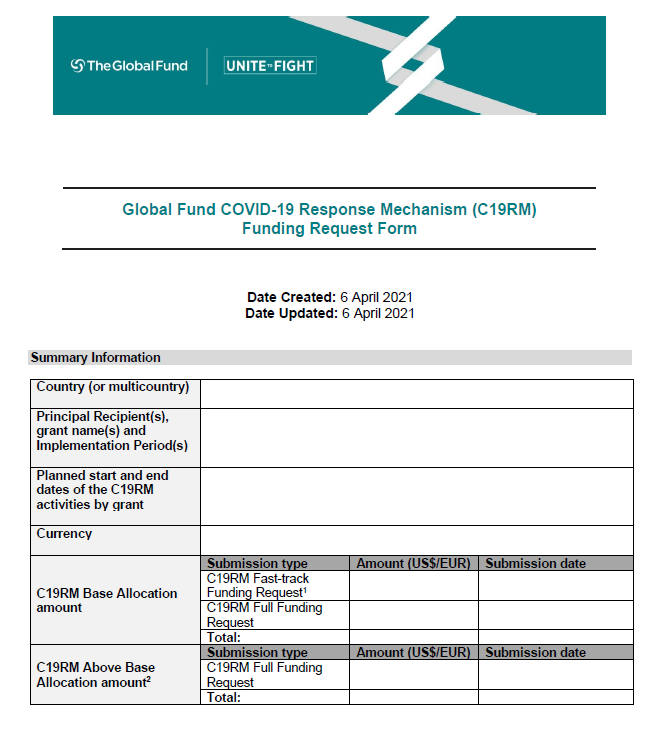 The Global Fund
UNITE TO FIGHT
Global Fund COVID-19 Response Mechanism (C19RM)
Funding Request Form
Date Created: 6 April 2021
Date Updated: 6 April 2021
Summary Information
Country (or multicountry)
Principal Recipient(s),
grant name(s) and
Implementation Period(s)
Planned start and end
dates of the C19RM
activities by grant
Currency
C19RM Base Allocation
amount
Submission type Amount (US$/EUR) Submission date
C19RM Fast-track
Funding Request¹
C19RM Full Funding
Request
Total:
C19RM Above Base
Allocation amount²
Submission type Amount (US$/EUR) Submission date
C19RM Full Funding
Request
Total: